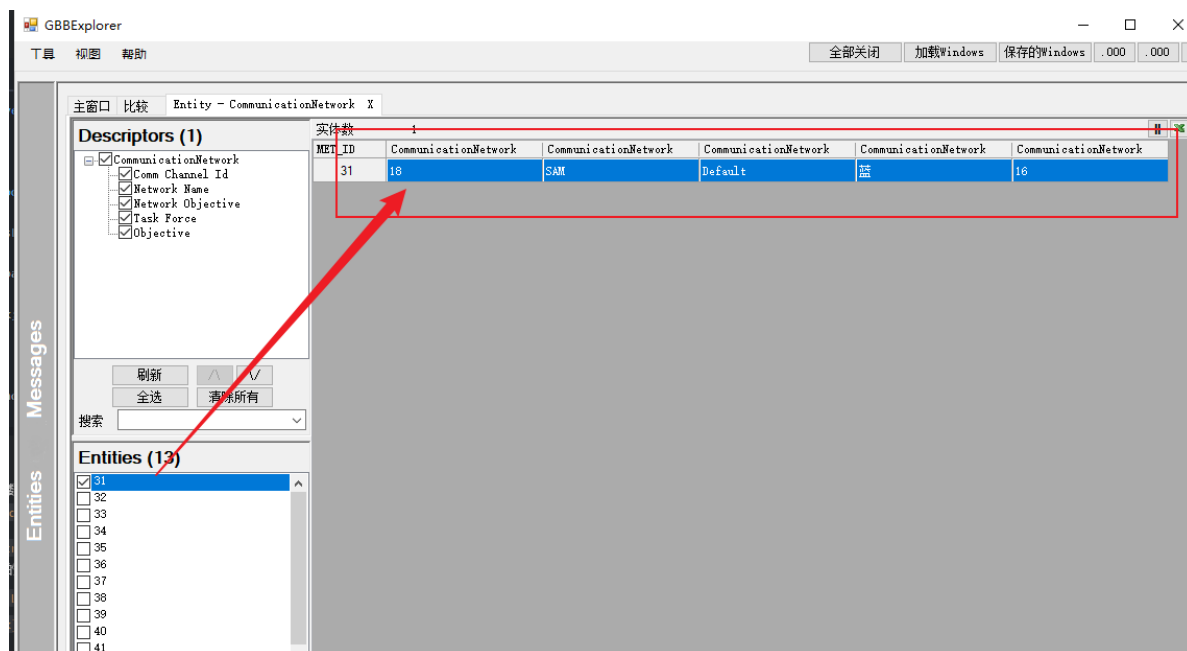 GBBExplorer
工具 视图 帮助 全部关闭 加载Windows 保存的Windows .000 .000
主窗口 比较 Entity - CommunicationNetwork X
Descriptors (1)
CommunicationNetwork
Comm Channel Id
Network Name
Network Objective
Task Force
Objective
刷新 /\ \/
全选 清除所有
搜索
Entities (13)
31
32
33
34
35
36
37
38
39
40
41
实体数 1
MET_ID CommunicationNetwork CommunicationNetwork CommunicationNetwork CommunicationNetwork CommunicationNetwork
31 18 SAM Default 蓝 16
Messages
Entities